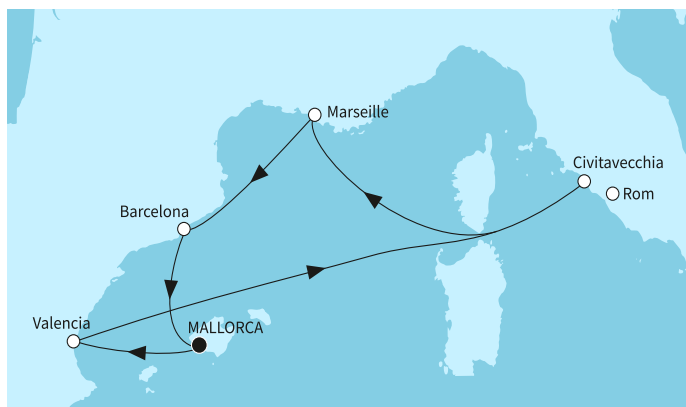 Marseille
Civitavecchia
Rom
Barcelona
Valencia
MALLORCA